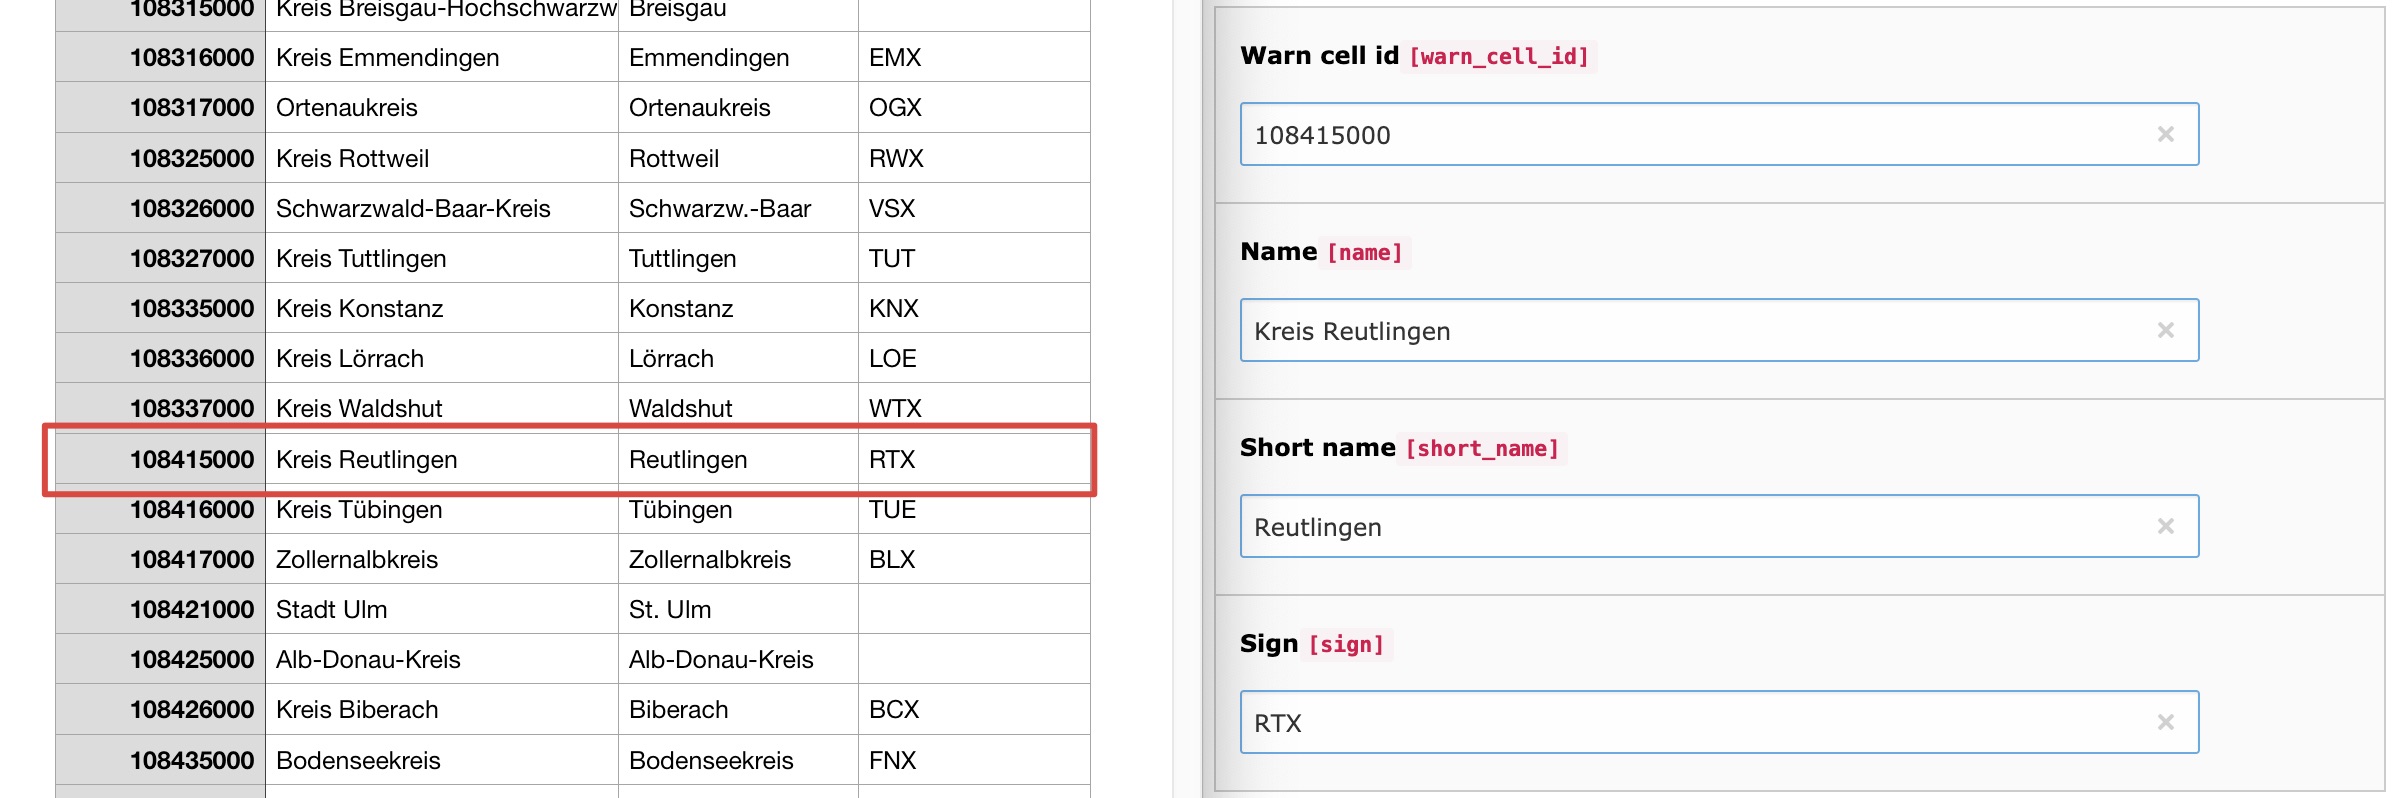 108315000 Kreis Breisgau-Hochschwarzw Breisgau
108316000 Kreis Emmendingen Emmendingen EMX
108317000 Ortenaukreis Ortenaukreis OGX
108325000 Kreis Rottweil Rottweil RWX
108326000 Schwarzwald-Baar-Kreis Schwarzw.-Baar VSX
108327000 Kreis Tuttlingen Tuttlingen TUT
108335000 Kreis Konstanz Konstanz KNX
108336000 Kreis Lörrach Lörrach LOE
108337000 Kreis Waldshut Waldshut WTX
108415000 Kreis Reutlingen Reutlingen RTX
108416000 Kreis Tübingen Tübingen TUE
108417000 Zollernalbkreis Zollernalbkreis BLX
108421000 Stadt Ulm St. Ulm
108425000 Alb-Donau-Kreis Alb-Donau-Kreis
108426000 Kreis Biberach Biberach BCX
108435000 Bodenseekreis Bodenseekreis FNX
Warn cell id [warn_cell_id]
108415000
Name [name]
Kreis Reutlingen
Short name [short_name]
Reutlingen
Sign [sign]
RTX